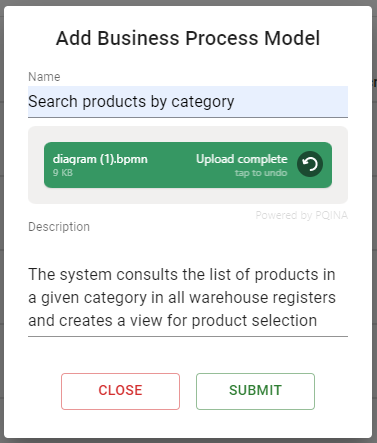 Add Business Process Model
Name
Search products by category
diagram (1).bpmn
Upload complete
9 KB
tap to undo
Powered by PQINA
Description
The system consults the list of products in
a given category in all warehouse registers
and creates a view for product selection
CLOSE
SUBMIT